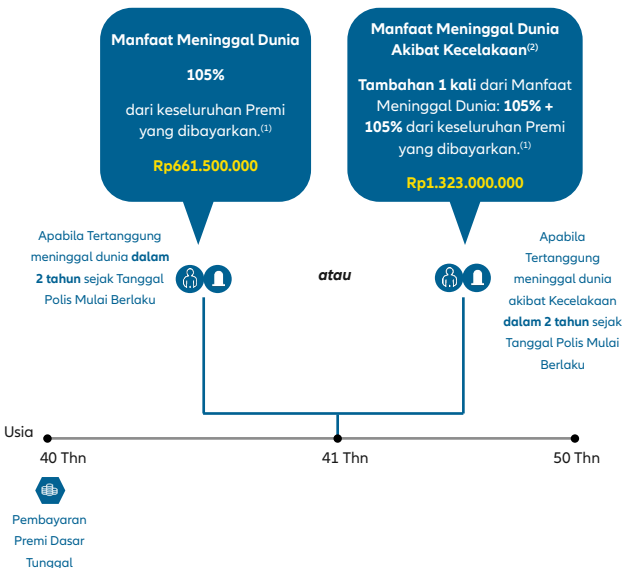 Manfaat Meninggal Dunia
105%
dari keseluruhan Premi
yang dibayarkan.(1)
Rp661.500.000
Manfaat Meninggal Dunia
Akibat Kecelakaan(2)
Tambahan 1 kali dari Manfaat
Meninggal Dunia: 105% +
105% dari keseluruhan Premi
yang dibayarkan.(1)
Rp1.323.000.000
Apabila Tertanggung
meninggal dunia dalam
2 tahun sejak Tanggal
Polis Mulai Berlaku
atau
Apabila
Tertanggung
meninggal dunia
akibat Kecelakaan
dalam 2 tahun sejak
Tanggal Polis Mulai
Berlaku
Usia
40 Thn
41 Thn
50 Thn
Pembayaran
Premi Dasar
Tunggal